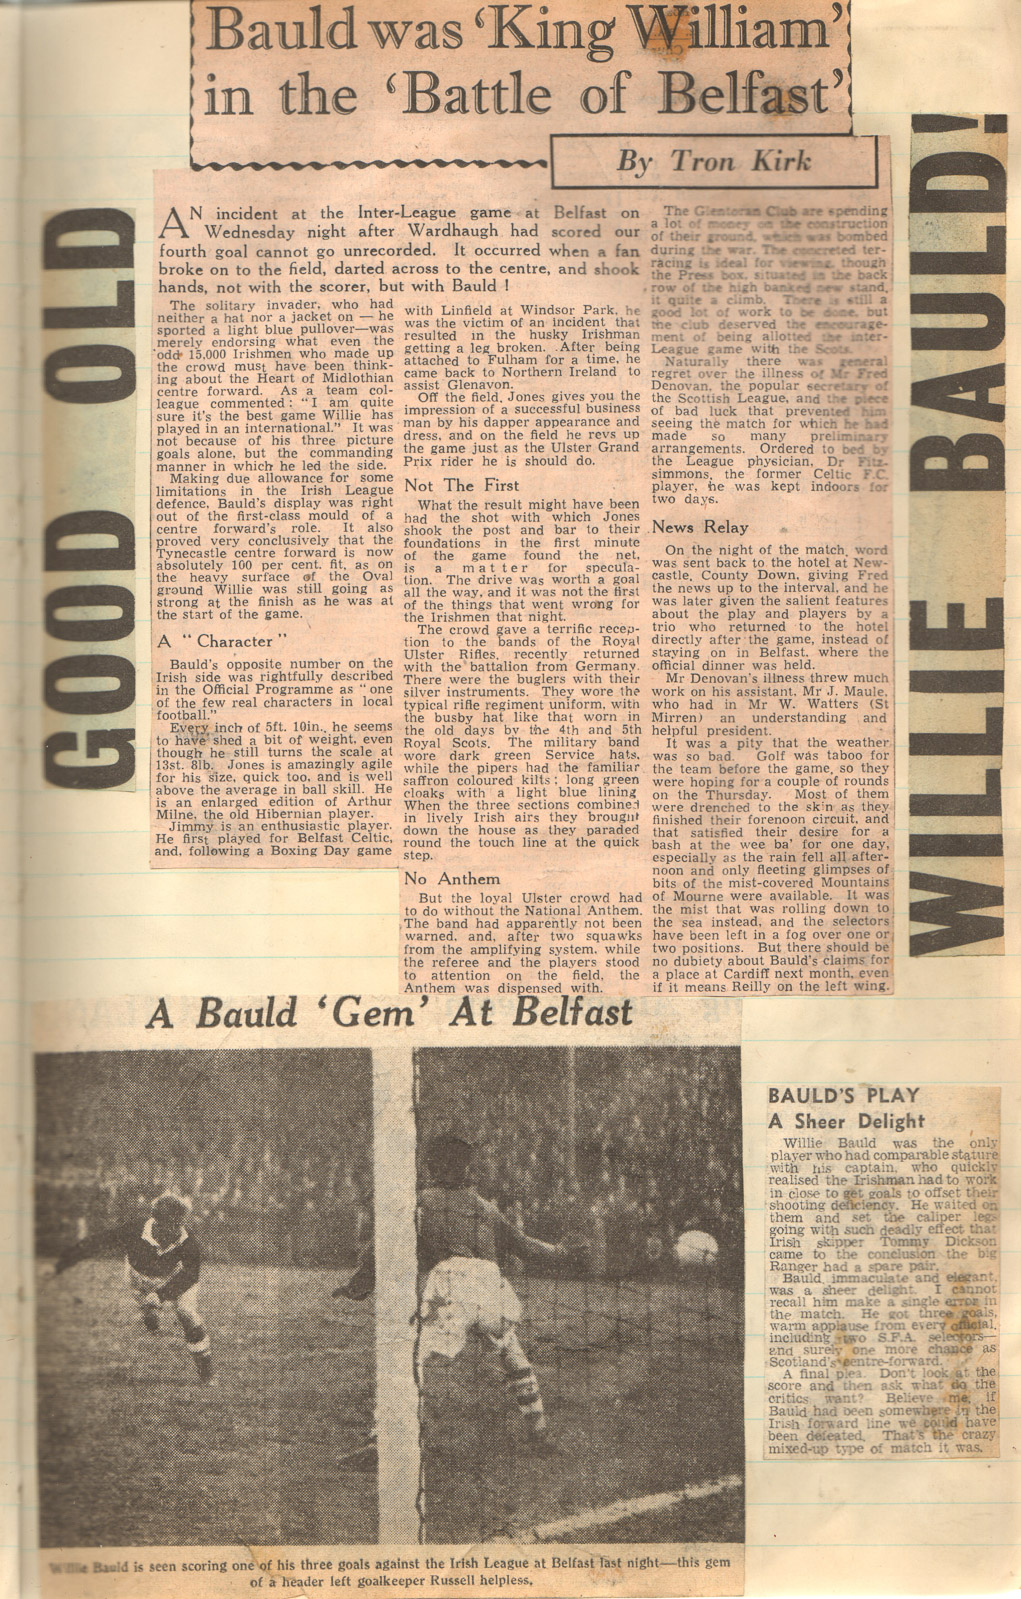 Bauld was 'King William'
in the 'Battle of Belfast'
By Tron Kirk
GOOD OLD
WILLIE BAULD!
AN incident at the Inter-League game at Belfast on
Wednesday night after Wardhaugh had scored our
fourth goal cannot go unrecorded. It occurred when a fan
broke on to the field, darted across to the centre, and shook
hands, not with the scorer, but with Bauld !
The solitary invader, who had
neither a hat nor a jacket on — he
sported a light blue pullover—was
merely endorsing what even the
odd 15,000 Irishmen who made up
the crowd must have been think-
ing about the Heart of Midlothian
centre forward. As a team col-
league commented: "I am quite
sure it's the best game Willie has
played in an international." It was
not because of his three picture
goals alone, but the commanding
manner in which he led the side.
Making due allowance for some
limitations in the Irish League
defence, Bauld's display was right
out of the first-class mould of a
centre forward's role. It also
proved very conclusively that the
Tynecastle centre forward is now
absolutely 100 per cent. fit, as on
the heavy surface of the Oval
ground Willie was still going as
strong at the finish as he was at
the start of the game.
A "Character"
Bauld's opposite number on the
Irish side was rightfully described
in the Official Programme as "one
of the few real characters in local
football."
Every inch of 5ft. 10in., he seems
to have shed a bit of weight, even
though he still turns the scale at
13st. 8lb. Jones is amazingly agile
for his size, quick too, and is well
above the average in ball skill. He
is an enlarged edition of Arthur
Milne, the old Hibernian player.
Jimmy is an enthusiastic player.
He first played for Belfast Celtic,
and, following a Boxing Day game
with Linfield at Windsor Park, he
was the victim of an incident that
resulted in the husky Irishman
getting a leg broken. After being
attached to Fulham for a time, he
came back to Northern Ireland to
assist Glenavon.
Off the field, Jones gives you the
impression of a successful business
man by his dapper appearance and
dress, and on the field he revs up
the game just as the Ulster Grand
Prix rider he is should do.
Not The First
What the result might have been
had the shot with which Jones
shook the post and bar to their
foundations in the first minute
of the game found the net,
is a matter for specula-
tion. The drive was worth a goal
all the way, and it was not the first
of the things that went wrong for
the Irishmen that night.
The crowd gave a terrific recep-
tion to the bands of the Royal
Ulster Rifles, recently returned
with the battalion from Germany.
There were the buglers with their
silver instruments. They wore the
typical rifle regiment uniform, with
the busby hat like that worn in
the old days by the 4th and 5th
Royal Scots. The military band
wore dark green Service hats,
while the pipers had the familiar
saffron coloured kilts; long green
cloaks with a light blue lining
When the three sections combined
in lively Irish airs they brought
down the house as they paraded
round the touch line at the quick
step.
No Anthem
But the loyal Ulster crowd had
to do without the National Anthem.
The band had apparently not been
warned, and, after two squawks
from the amplifying system, while
the referee and the players stood
to attention on the field, the
Anthem was dispensed with.
The Glentoran Club are spending
a lot of money on the construction
of their ground, which was bombed
during the war. The concreted ter-
racing is ideal for viewing, though
the Press box, situated in the back
row of the high banked new stand,
it quite a climb. There is still a
good lot of work to be done, but
the club deserved the encourage-
ment of being allotted the inter-
League game with the Scots.
Naturally there was general
regret over the illness of Mr Fred
Denovan, the popular secretary of
the Scottish League, and the piece
of bad luck that prevented him
seeing the match for which he had
made so many preliminary
arrangements. Ordered to bed by
the League physician, Dr Fitz-
simmons, the former Celtic F.C.
player, he was kept indoors for
two days.
News Relay
On the night of the match, word
was sent back to the hotel at New-
castle, County Down, giving Fred
the news up to the interval, and he
was later given the salient features
about the play and players by a
trio who returned to the hotel
directly after the game, instead of
staying on in Belfast, where the
official dinner was held.
Mr Denovan's illness threw much
work on his assistant, Mr J. Maule,
who had in Mr W. Watters (St
Mirren) an understanding and
helpful president.
It was a pity that the weather
was so bad. Golf was taboo for
the team before the game, so they
were hoping for a couple of rounds
on the Thursday. Most of them
were drenched to the skin as they
finished their forenoon circuit, and
that satisfied their desire for a
bash at the wee ba' for one day,
especially as the rain fell all after-
noon and only fleeting glimpses of
bits of the mist-covered Mountains
of Mourne were available. It was
the mist that was rolling down to
the sea instead, and the selectors
have been left in a fog over one or
two positions. But there should be
no dubiety about Bauld's claims for
a place at Cardiff next month, even
if it means Reilly on the left wing.
A Bauld 'Gem' At Belfast
Willie Bauld is seen scoring one of his three goals against the Irish League at Belfast last night—this gem
of a header left goalkeeper Russell helpless.
BAULD'S PLAY
A Sheer Delight
Willie Bauld was the only
player who had comparable stature
with his captain, who quickly
realised the Irishman had to work
in close to get goals to offset their
shooting deficiency. He waited on
them and set the caliper legs
going with such deadly effect that
Irish skipper Tommy Dickson
came to the conclusion the big
Ranger had a spare pair.
Bauld, immaculate and elegant,
was a sheer delight. I cannot
recall him make a single error in
the match. He got three goals,
warm applause from every official,
including two S.F.A. selectors—
and surely one more chance as
Scotland's centre-forward.
A final plea. Don't look at the
score and then ask what do the
critics want? Believe me, if
Bauld had been somewhere in the
Irish forward line we could have
been defeated. That's the crazy
mixed-up type of match it was.